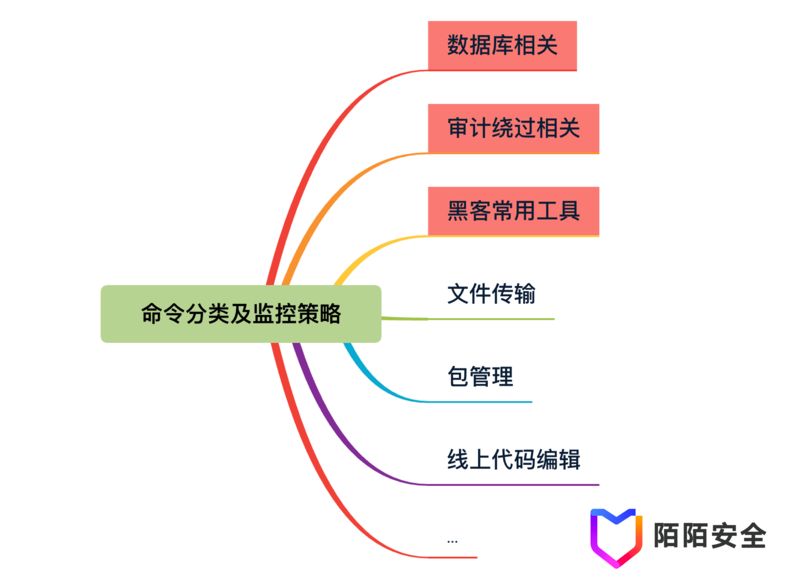 数据库相关
审计绕过相关
黑客常用工具
文件传输
命令分类及监控策略
包管理
线上代码编辑
...
陌陌安全